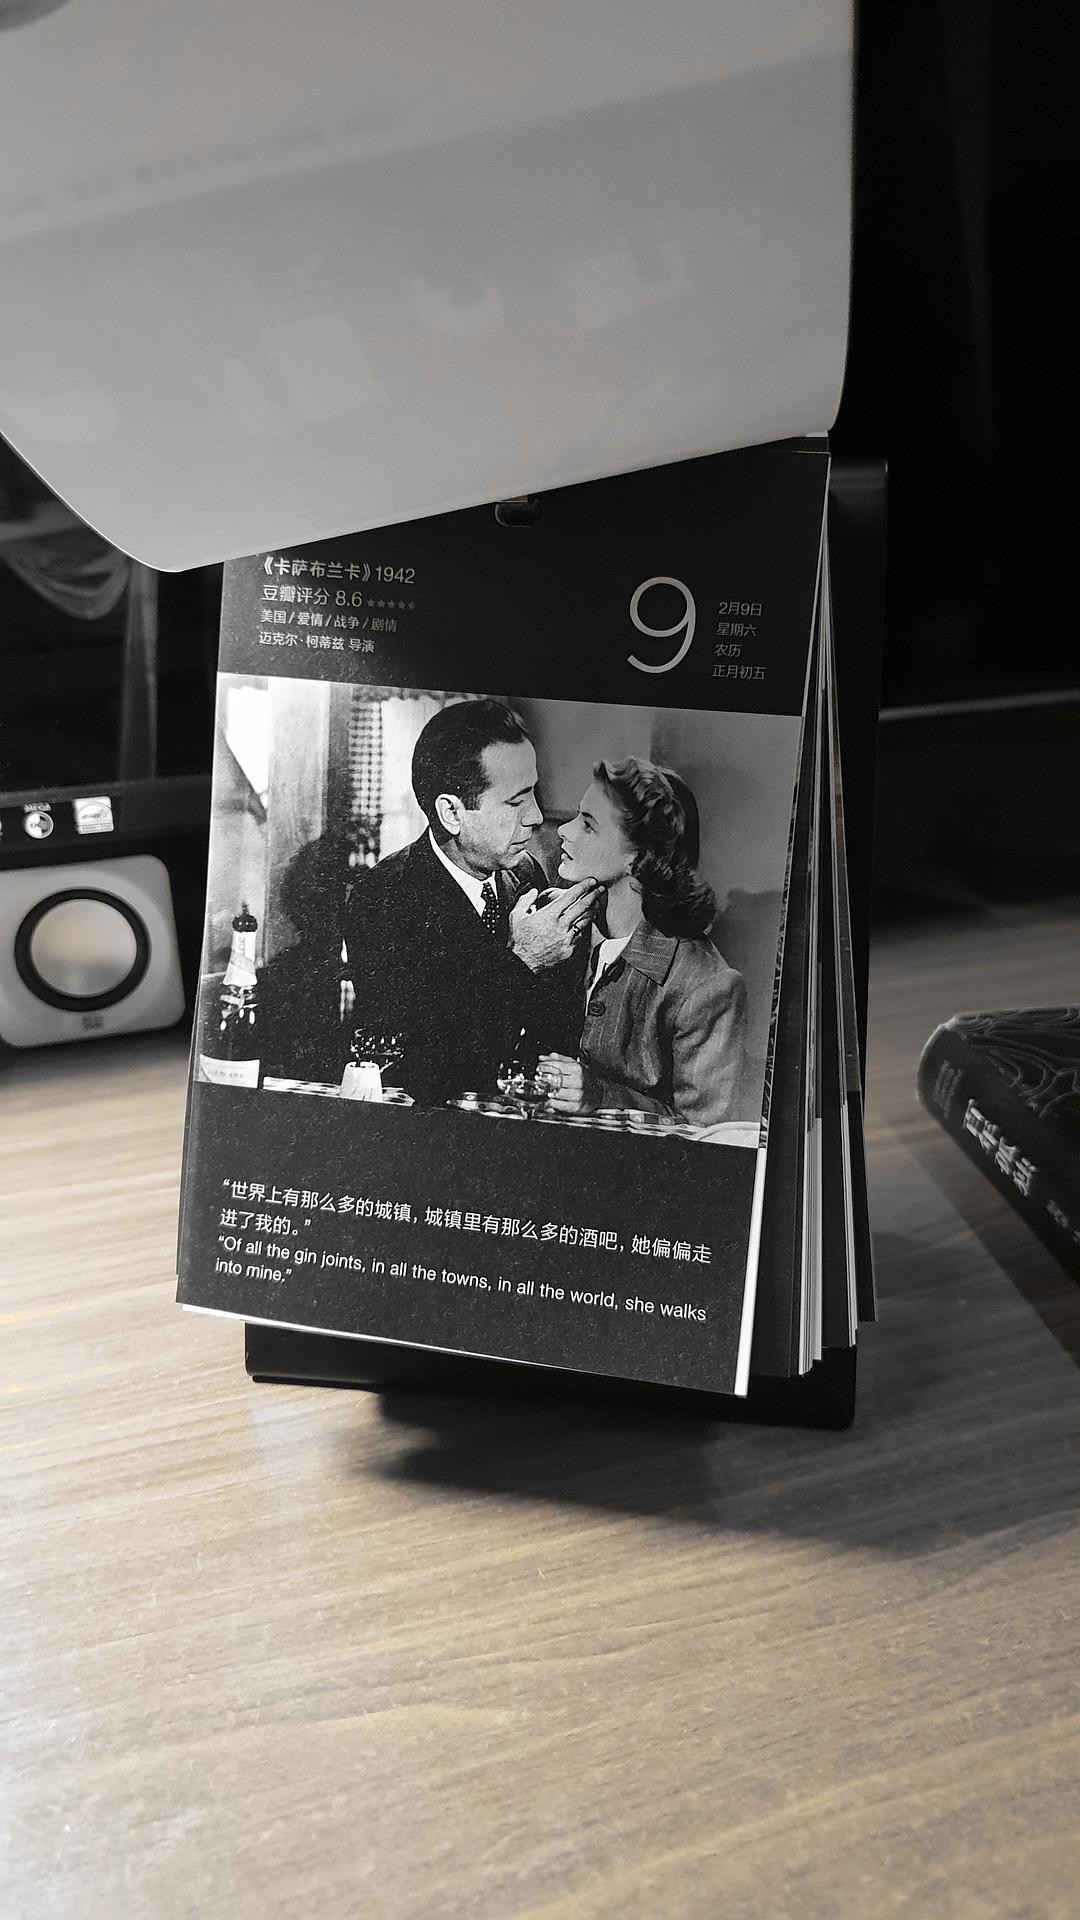 《卡萨布兰卡》1942
豆瓣评分 8.6
美国 / 爱情 / 战争 / 剧情
迈克尔·柯蒂兹 导演
9
2月9日
星期六
农历
正月初五
“世界上有那么多的城镇，城镇里有那么多的酒吧，她偏偏走
进了我的。”
“Of all the gin joints, in all the towns, in all the world, she walks
into mine.”
百年孤独